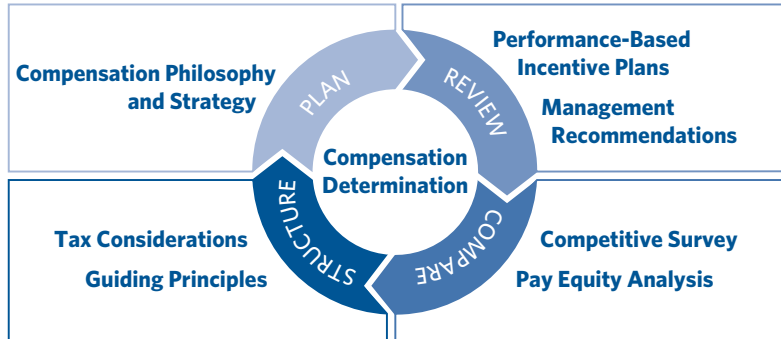 Compensation Philosophy
and Strategy
PLAN
Performance-Based
Incentive Plans
Management
Recommendations
REVIEW
Compensation
Determination
Tax Considerations
Guiding Principles
STRUCTURE
COMPARE
Competitive Survey
Pay Equity Analysis